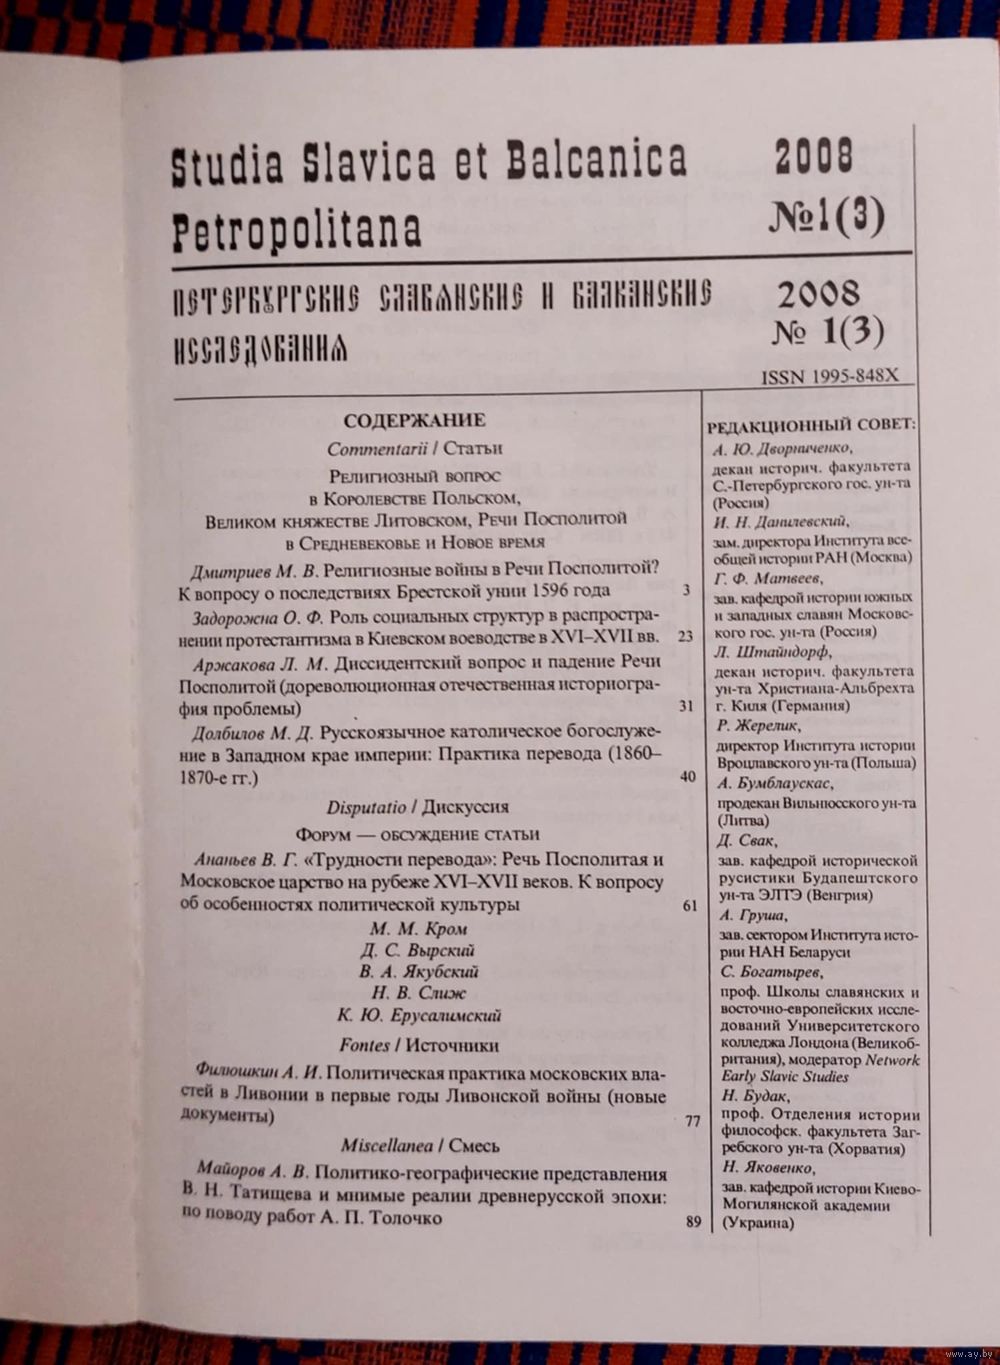 Studia Slavica et Balcanica
Petropolitana
2008
№1(3)
Петербургские славянские и балканские
исследования
2008
№ 1(3)
ISSN 1995-848X
СОДЕРЖАНИЕ
Commentarii / Статьи
Религиозный вопрос
в Королевстве Польском,
Великом княжестве Литовском, Речи Посполитой
в Средневековье и Новое время
Дмитриев М. В. Религиозные войны в Речи Посполитой?
К вопросу о последствиях Брестской унии 1596 года 3
Задорожна О. Ф. Роль социальных структур в распростра-
нении протестантизма в Киевском воеводстве в XVI–XVII вв. 23
Аржакова Л. М. Диссидентский вопрос и падение Речи
Посполитой (дореволюционная отечественная историогра-
фия проблемы) 31
Долбилов М. Д. Русскоязычное католическое богослуже-
ние в Западном крае империи: Практика перевода (1860–
1870-е гг.) 40
Disputatio / Дискуссия
Форум — обсуждение статьи
Ананьев В. Г. «Трудности перевода»: Речь Посполитая и
Московское царство на рубеже XVI–XVII веков. К вопросу
об особенностях политической культуры 61
М. М. Кром
Д. С. Вырский
В. А. Якубский
Н. В. Слиж
К. Ю. Ерусалимский
Fontes / Источники
Филюшкин А. И. Политическая практика московских вла-
стей в Ливонии в первые годы Ливонской войны (новые
документы) 77
Miscellanea / Смесь
Майоров А. В. Политико-географические представления
В. Н. Татищева и мнимые реалии древнерусской эпохи:
по поводу работ А. П. Толочко 89
РЕДАКЦИОННЫЙ СОВЕТ:
А. Ю. Дворниченко,
декан историч. факультета
С.-Петербургского гос. ун-та
(Россия)
И. Н. Данилевский,
зам. директора Института все-
общей истории РАН (Москва)
Г. Ф. Матвеев,
зав. кафедрой истории южных
и западных славян Московс-
кого гос. ун-та (Россия)
Л. Штайндорф,
декан историч. факультета
ун-та Христиана-Альбрехта
г. Киля (Германия)
Р. Жерелик,
директор Института истории
Вроцлавского ун-та (Польша)
А. Бумблаускас,
продекан Вильнюсского ун-та
(Литва)
Д. Свак,
зав. кафедрой исторической
русистики Будапештского
ун-та ЭЛТЭ (Венгрия)
А. Груша,
зав. сектором Института исто-
рии НАН Беларуси
С. Богатырев,
проф. Школы славянских и
восточно-европейских иссле-
дований Университетского
колледжа Лондона (Великоб-
ритания), модератор Network
Early Slavic Studies
Н. Будак,
проф. Отделения истории
философск. факультета Заг-
ребского ун-та (Хорватия)
Н. Яковенко,
зав. кафедрой истории Киево-
Могилянской академии
(Украина)
www.ay.by